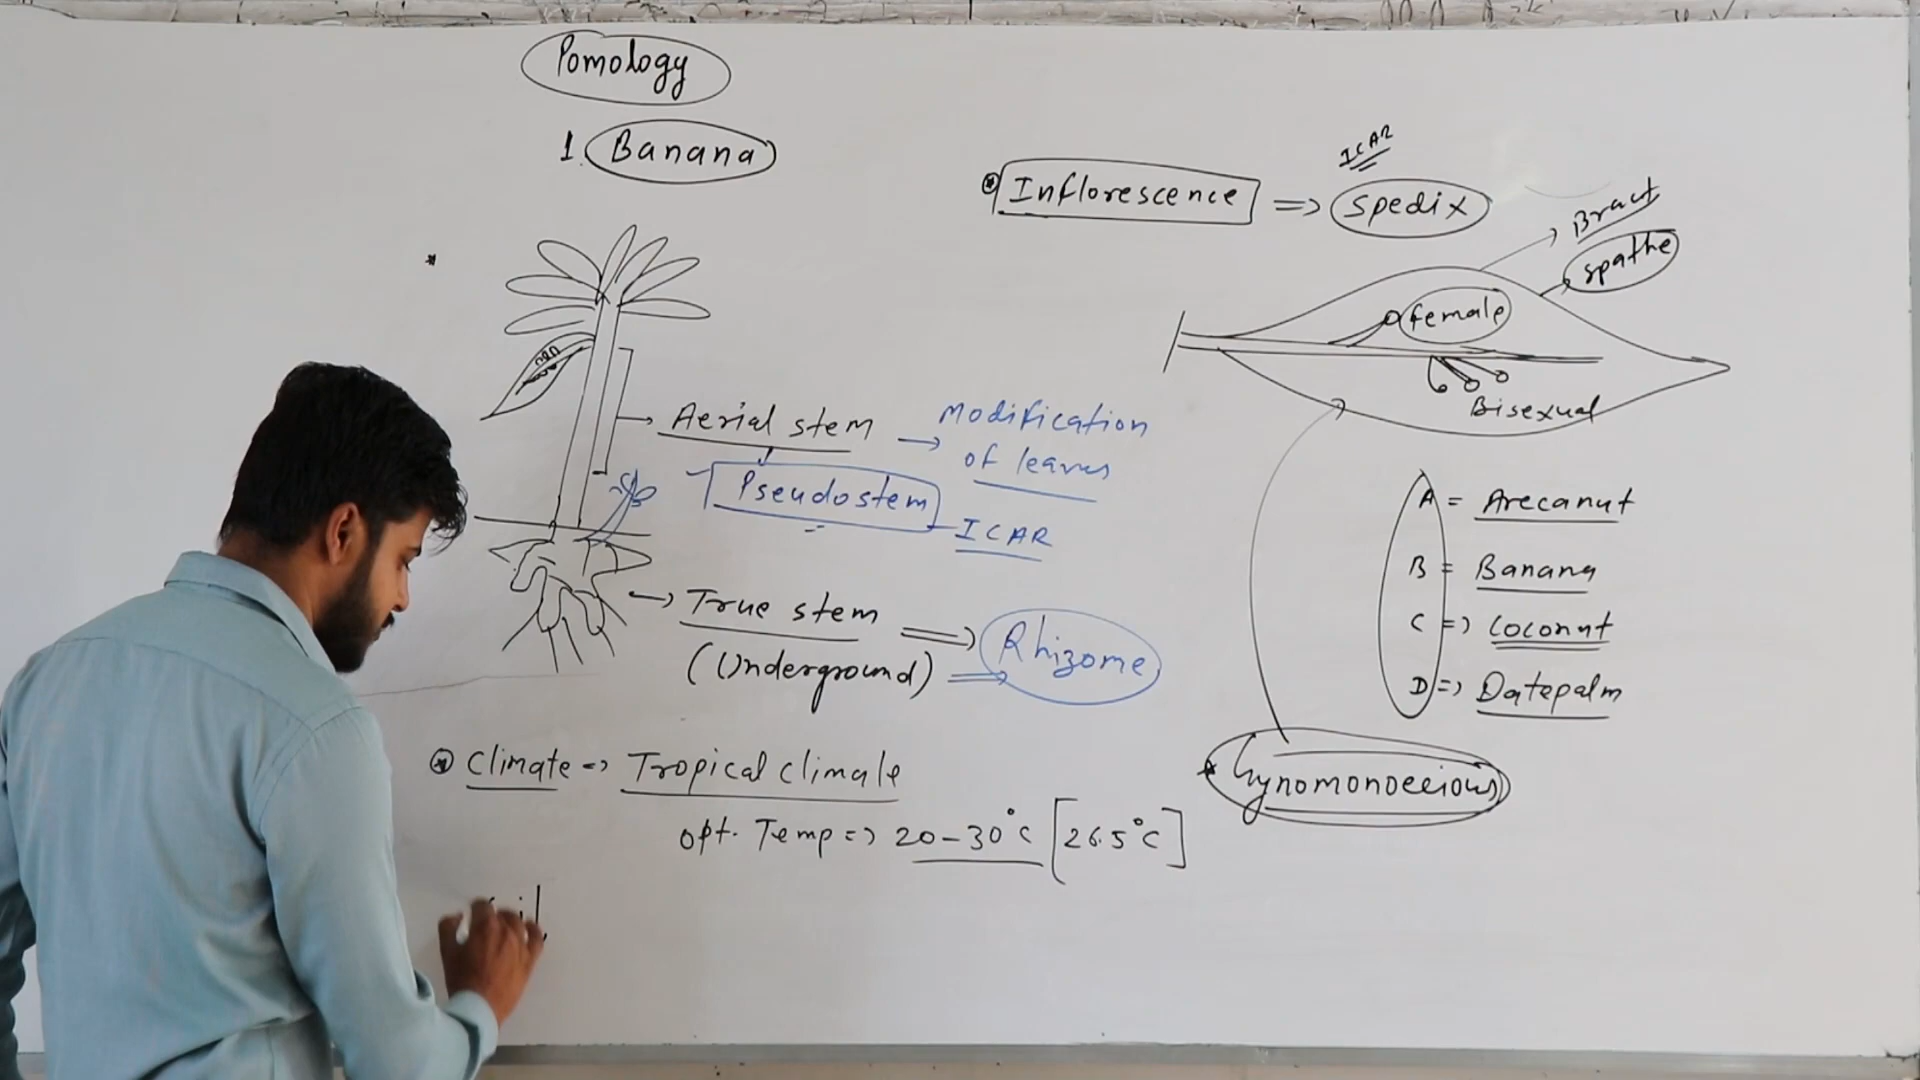 Pomology
1. Banana
Inflorescence => Spedix
ICAR
Bract
Spathe
female
Bisexual
Aerial stem → Modification of leaves
Pseudostem - ICAR
True stem => Rhizome
(Underground) =>
A = Arecanut
B = Banana
C => Coconut
D => Datepalm
Gynomonoecious
Climate => Tropical climate
opt. Temp => 20-30°C [26.5°C]